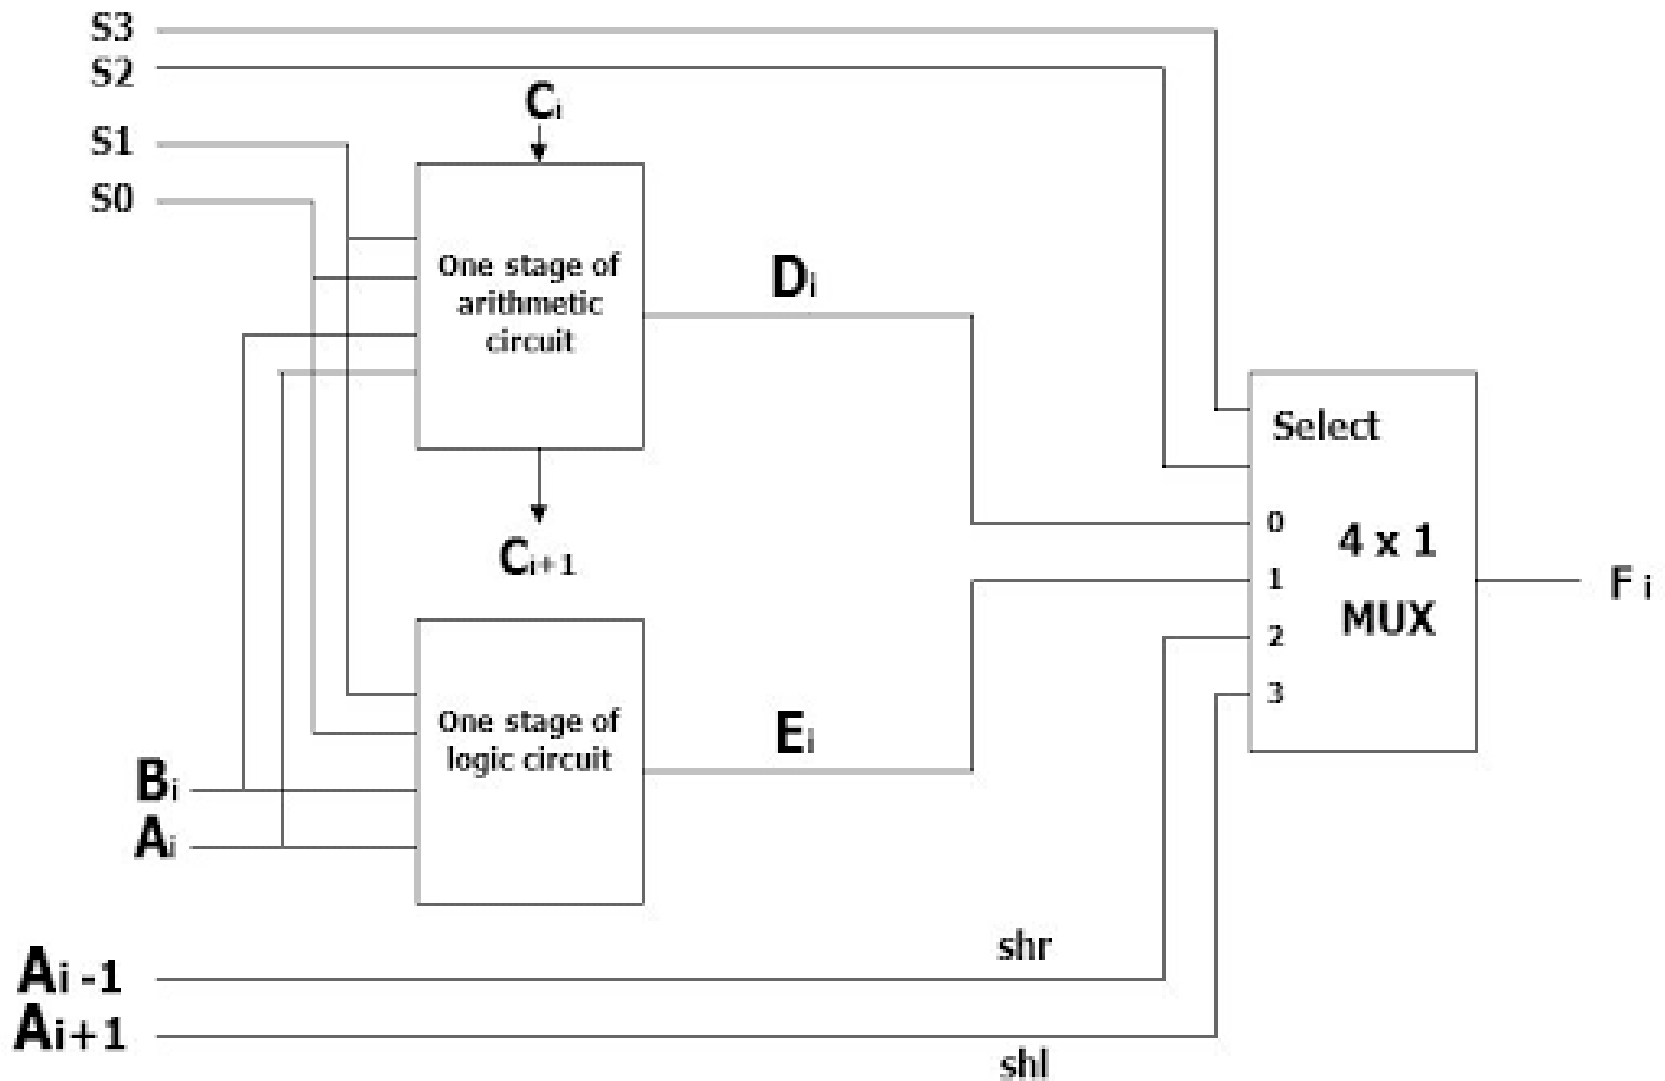 S3
S2
Ci
S1
S0
One stage of
arithmetic
circuit
Di
Select
0
4 x 1
1
MUX
2
3
F i
Ci+1
One stage of
logic circuit
Ei
Bi
Ai
shr
Ai -1
Ai+1
shl